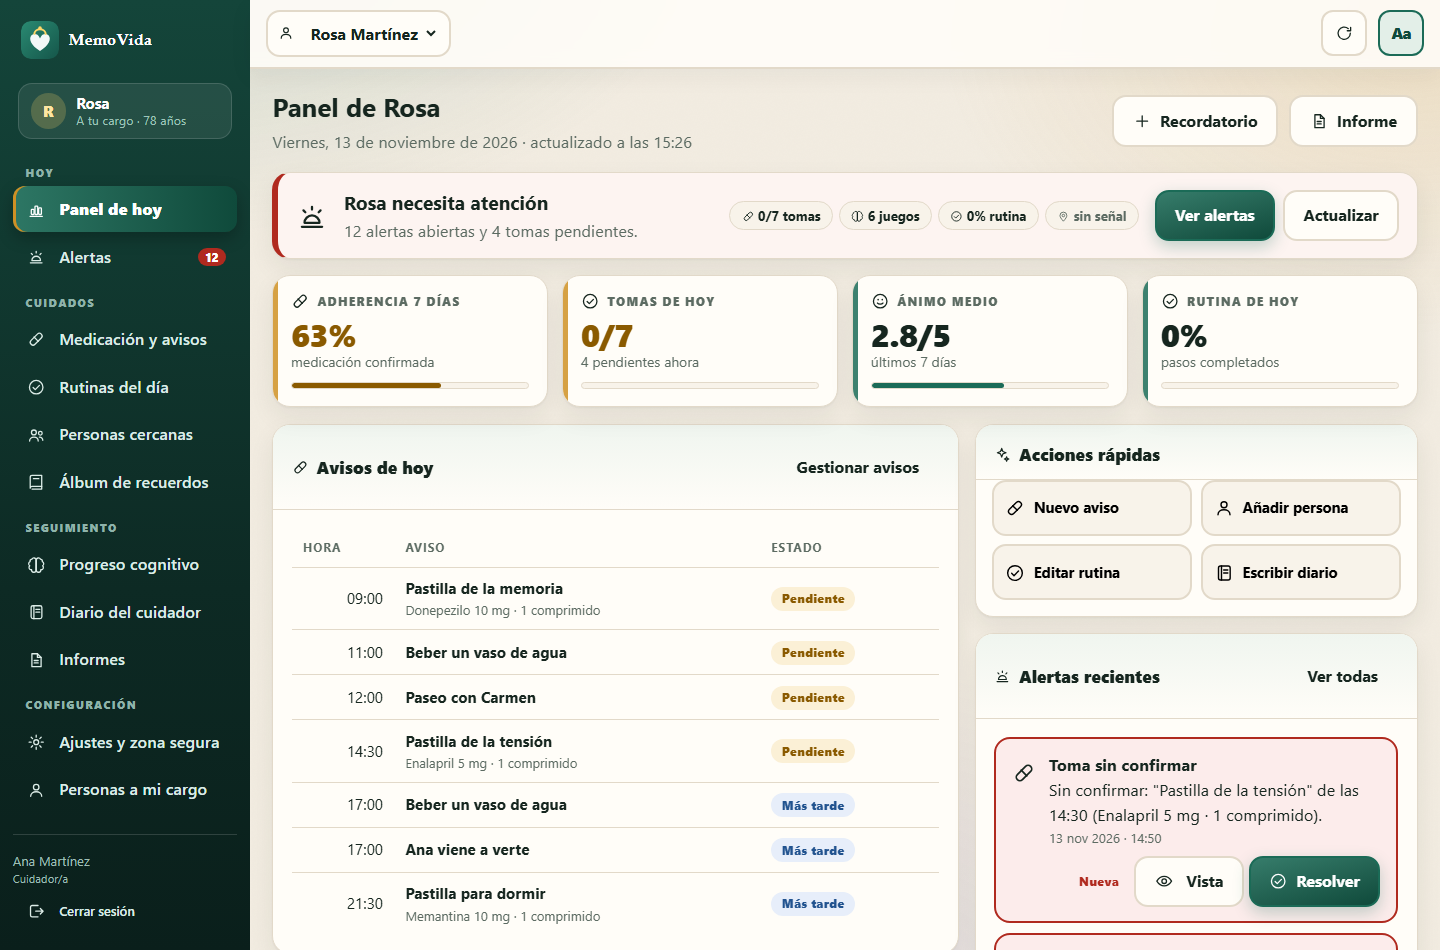 MemoVida
R
Rosa
A tu cargo · 78 años
HOY
Panel de hoy
Alertas
12
CUIDADOS
Medicación y avisos
Rutinas del día
Personas cercanas
Álbum de recuerdos
SEGUIMIENTO
Progreso cognitivo
Diario del cuidador
Informes
CONFIGURACIÓN
Ajustes y zona segura
Personas a mi cargo
Ana Martínez
Cuidador/a
Cerrar sesión
Rosa Martínez
Aa
Panel de Rosa
Viernes, 13 de noviembre de 2026 · actualizado a las 15:26
Recordatorio
Informe
Rosa necesita atención
12 alertas abiertas y 4 tomas pendientes.
0/7 tomas
6 juegos
0% rutina
sin señal
Ver alertas
Actualizar
ADHERENCIA 7 DÍAS
63%
medicación confirmada
TOMAS DE HOY
0/7
4 pendientes ahora
ÁNIMO MEDIO
2.8/5
últimos 7 días
RUTINA DE HOY
0%
pasos completados
Avisos de hoy
Gestionar avisos
HORA AVISO ESTADO
09:00 Pastilla de la memoria Pendiente
Donepezilo 10 mg · 1 comprimido
11:00 Beber un vaso de agua Pendiente
12:00 Paseo con Carmen Pendiente
14:30 Pastilla de la tensión Pendiente
Enalapril 5 mg · 1 comprimido
17:00 Beber un vaso de agua Más tarde
17:00 Ana viene a verte Más tarde
21:30 Pastilla para dormir Más tarde
Memantina 10 mg · 1 comprimido
Acciones rápidas
Nuevo aviso
Añadir persona
Editar rutina
Escribir diario
Alertas recientes
Ver todas
Toma sin confirmar
Sin confirmar: "Pastilla de la tensión" de las
14:30 (Enalapril 5 mg · 1 comprimido).
13 nov 2026 · 14:50
Nueva
Vista
Resolver